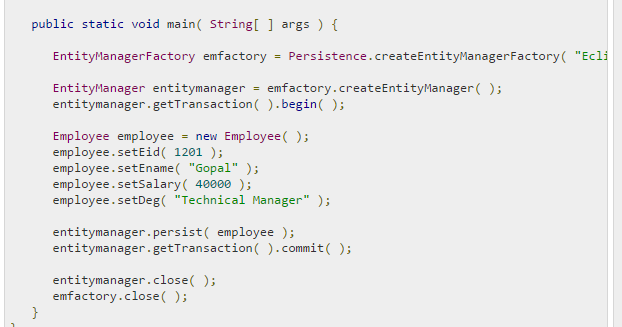 public static void main( String[ ] args ) {
EntityManagerFactory emfactory = Persistence.createEntityManagerFactory( "Ecli
EntityManager entitymanager = emfactory.createEntityManager( );
entitymanager.getTransaction( ).begin( );
Employee employee = new Employee( );
employee.setEid( 1201 );
employee.setEname( "Gopal" );
employee.setSalary( 40000 );
employee.setDeg( "Technical Manager" );
entitymanager.persist( employee );
entitymanager.getTransaction( ).commit( );
entitymanager.close( );
emfactory.close( );
}
}